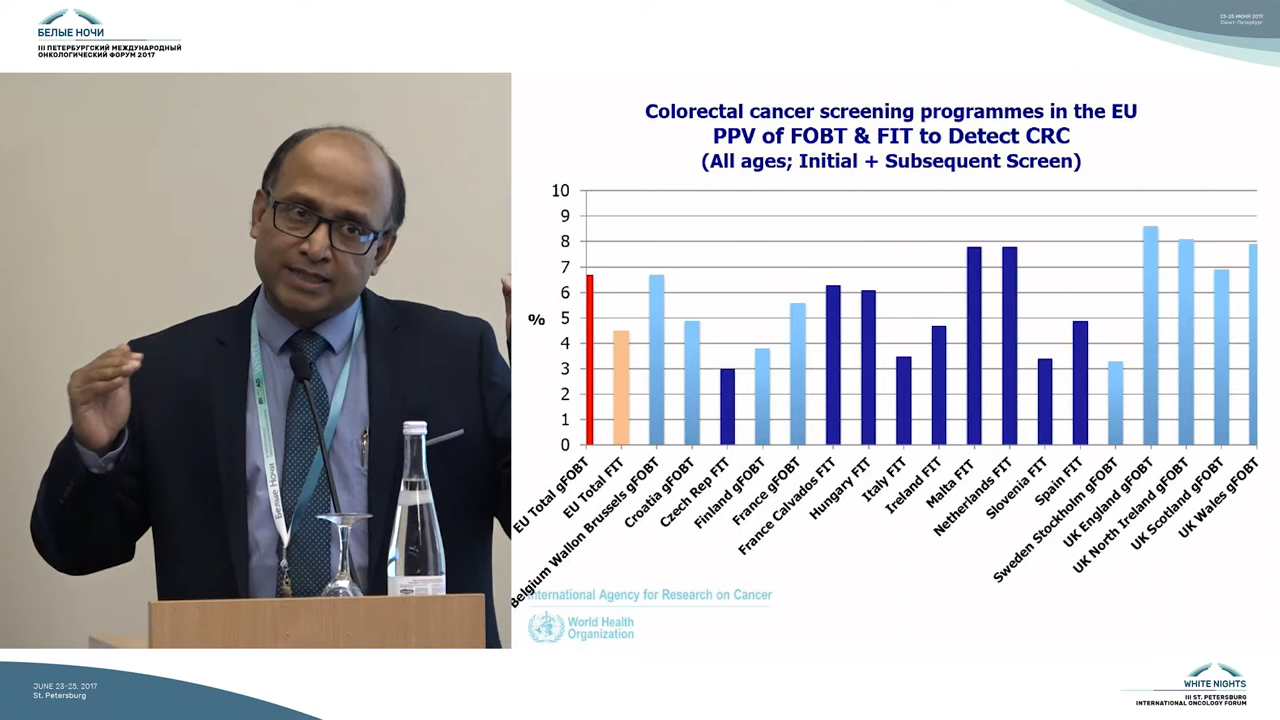 БЕЛЫЕ НОЧИ
III ПЕТЕРБУРГСКИЙ МЕЖДУНАРОДНЫЙ
ОНКОЛОГИЧЕСКИЙ ФОРУМ 2017
23-25 ИЮНЯ 2017
Санкт-Петербург
Colorectal cancer screening programmes in the EU
PPV of FOBT & FIT to Detect CRC
(All ages; Initial + Subsequent Screen)
10
9
8
7
6
5
4
3
2
1
0
%
EU Total gFOBT
EU Total FIT
Belgium Wallon Brussels gFOBT
Croatia gFOBT
Czech Rep FIT
Finland gFOBT
France gFOBT
France Calvados FIT
Hungary FIT
Italy FIT
Ireland FIT
Malta FIT
Netherlands FIT
Slovenia FIT
Spain FIT
Sweden Stockholm gFOBT
UK England gFOBT
UK North Ireland gFOBT
UK Scotland gFOBT
UK Wales gFOBT
International Agency for Research on Cancer
World Health
Organization
Белые Ночи
JUNE 23-25, 2017
St. Petersburg
WHITE NIGHTS
III ST. PETERSBURG
INTERNATIONAL ONCOLOGY FORUM